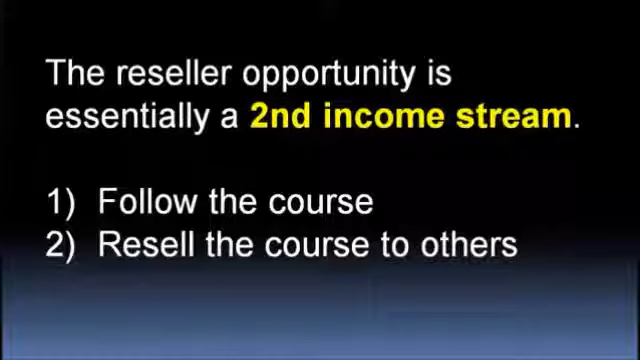 The reseller opportunity is
essentially a 2nd income stream.
1) Follow the course
2) Resell the course to others